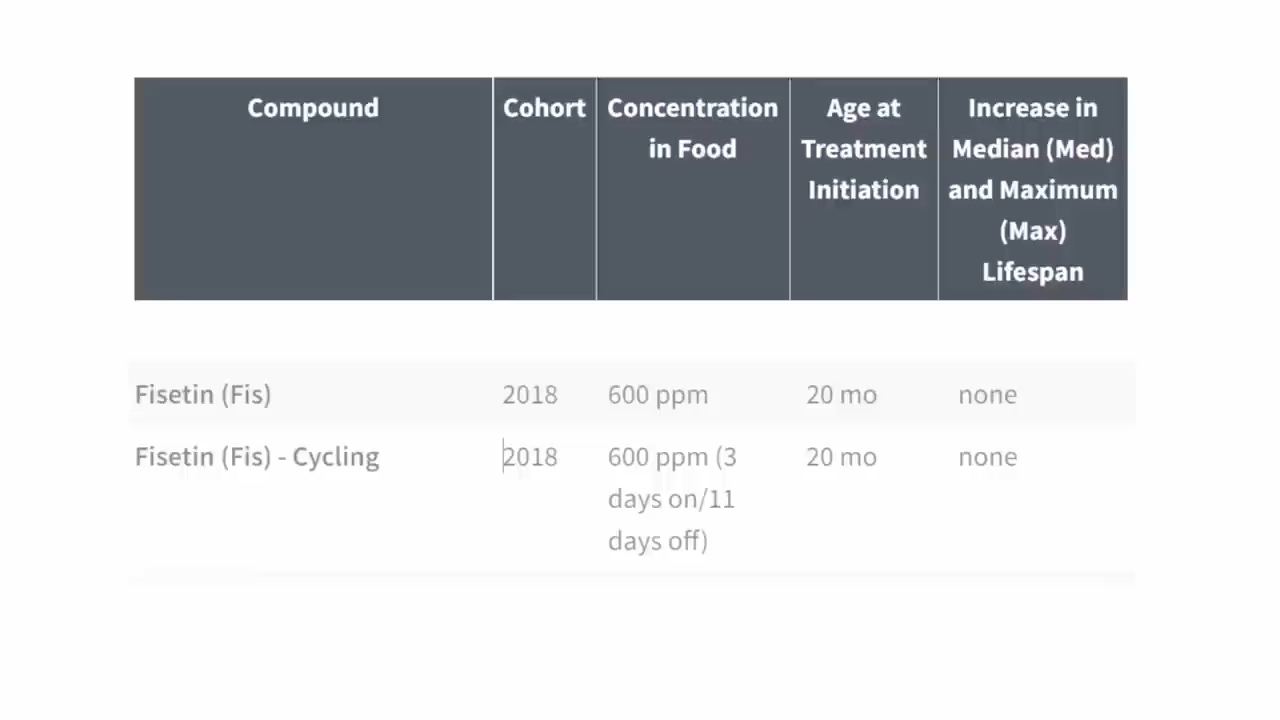 Compound Cohort Concentration Age at Increase in
in Food Treatment Median (Med)
Initiation and Maximum
(Max)
Lifespan
Fisetin (Fis) 2018 600 ppm 20 mo none
Fisetin (Fis) - Cycling 2018 600 ppm (3 20 mo none
days on/11
days off)